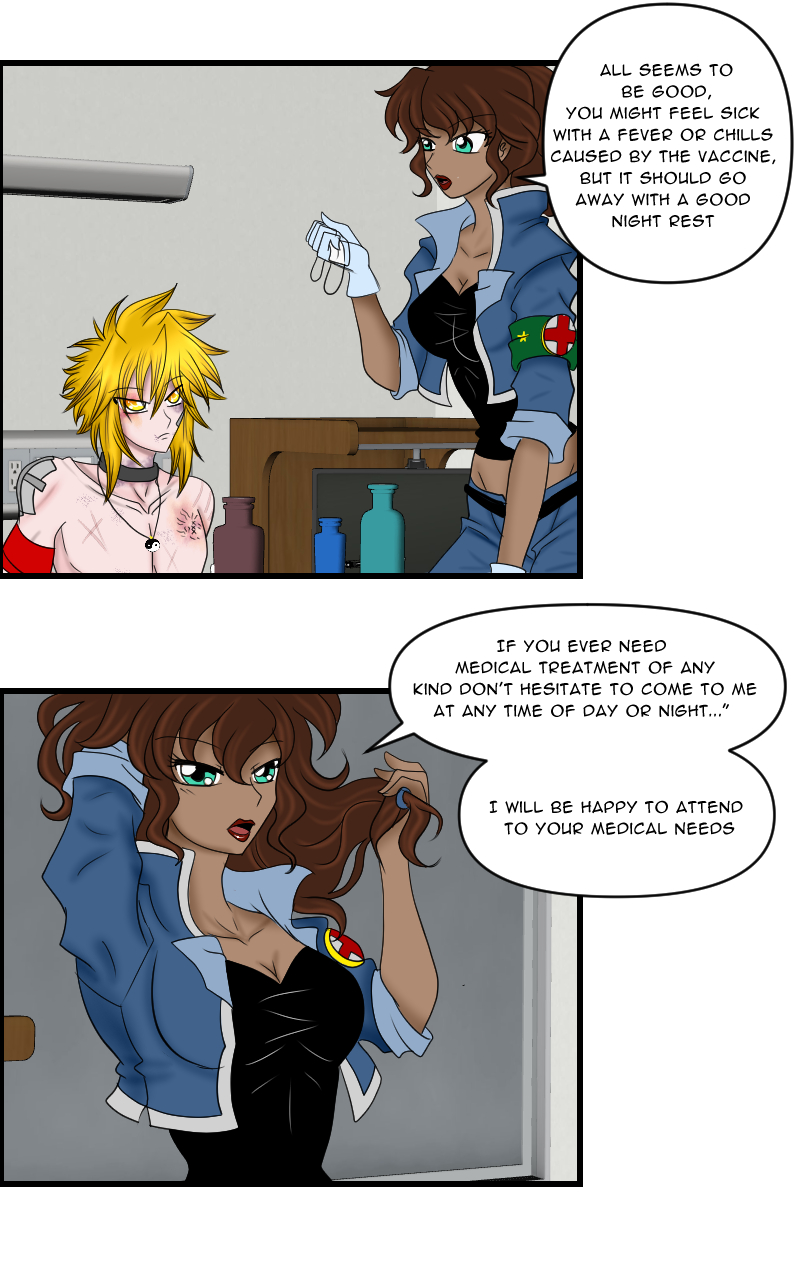 ALL SEEMS TO
BE GOOD,
YOU MIGHT FEEL SICK
WITH A FEVER OR CHILLS
CAUSED BY THE VACCINE,
BUT IT SHOULD GO
AWAY WITH A GOOD
NIGHT REST
IF YOU EVER NEED
MEDICAL TREATMENT OF ANY
KIND DON'T HESITATE TO COME TO ME
AT ANY TIME OF DAY OR NIGHT..."
I WILL BE HAPPY TO ATTEND
TO YOUR MEDICAL NEEDS